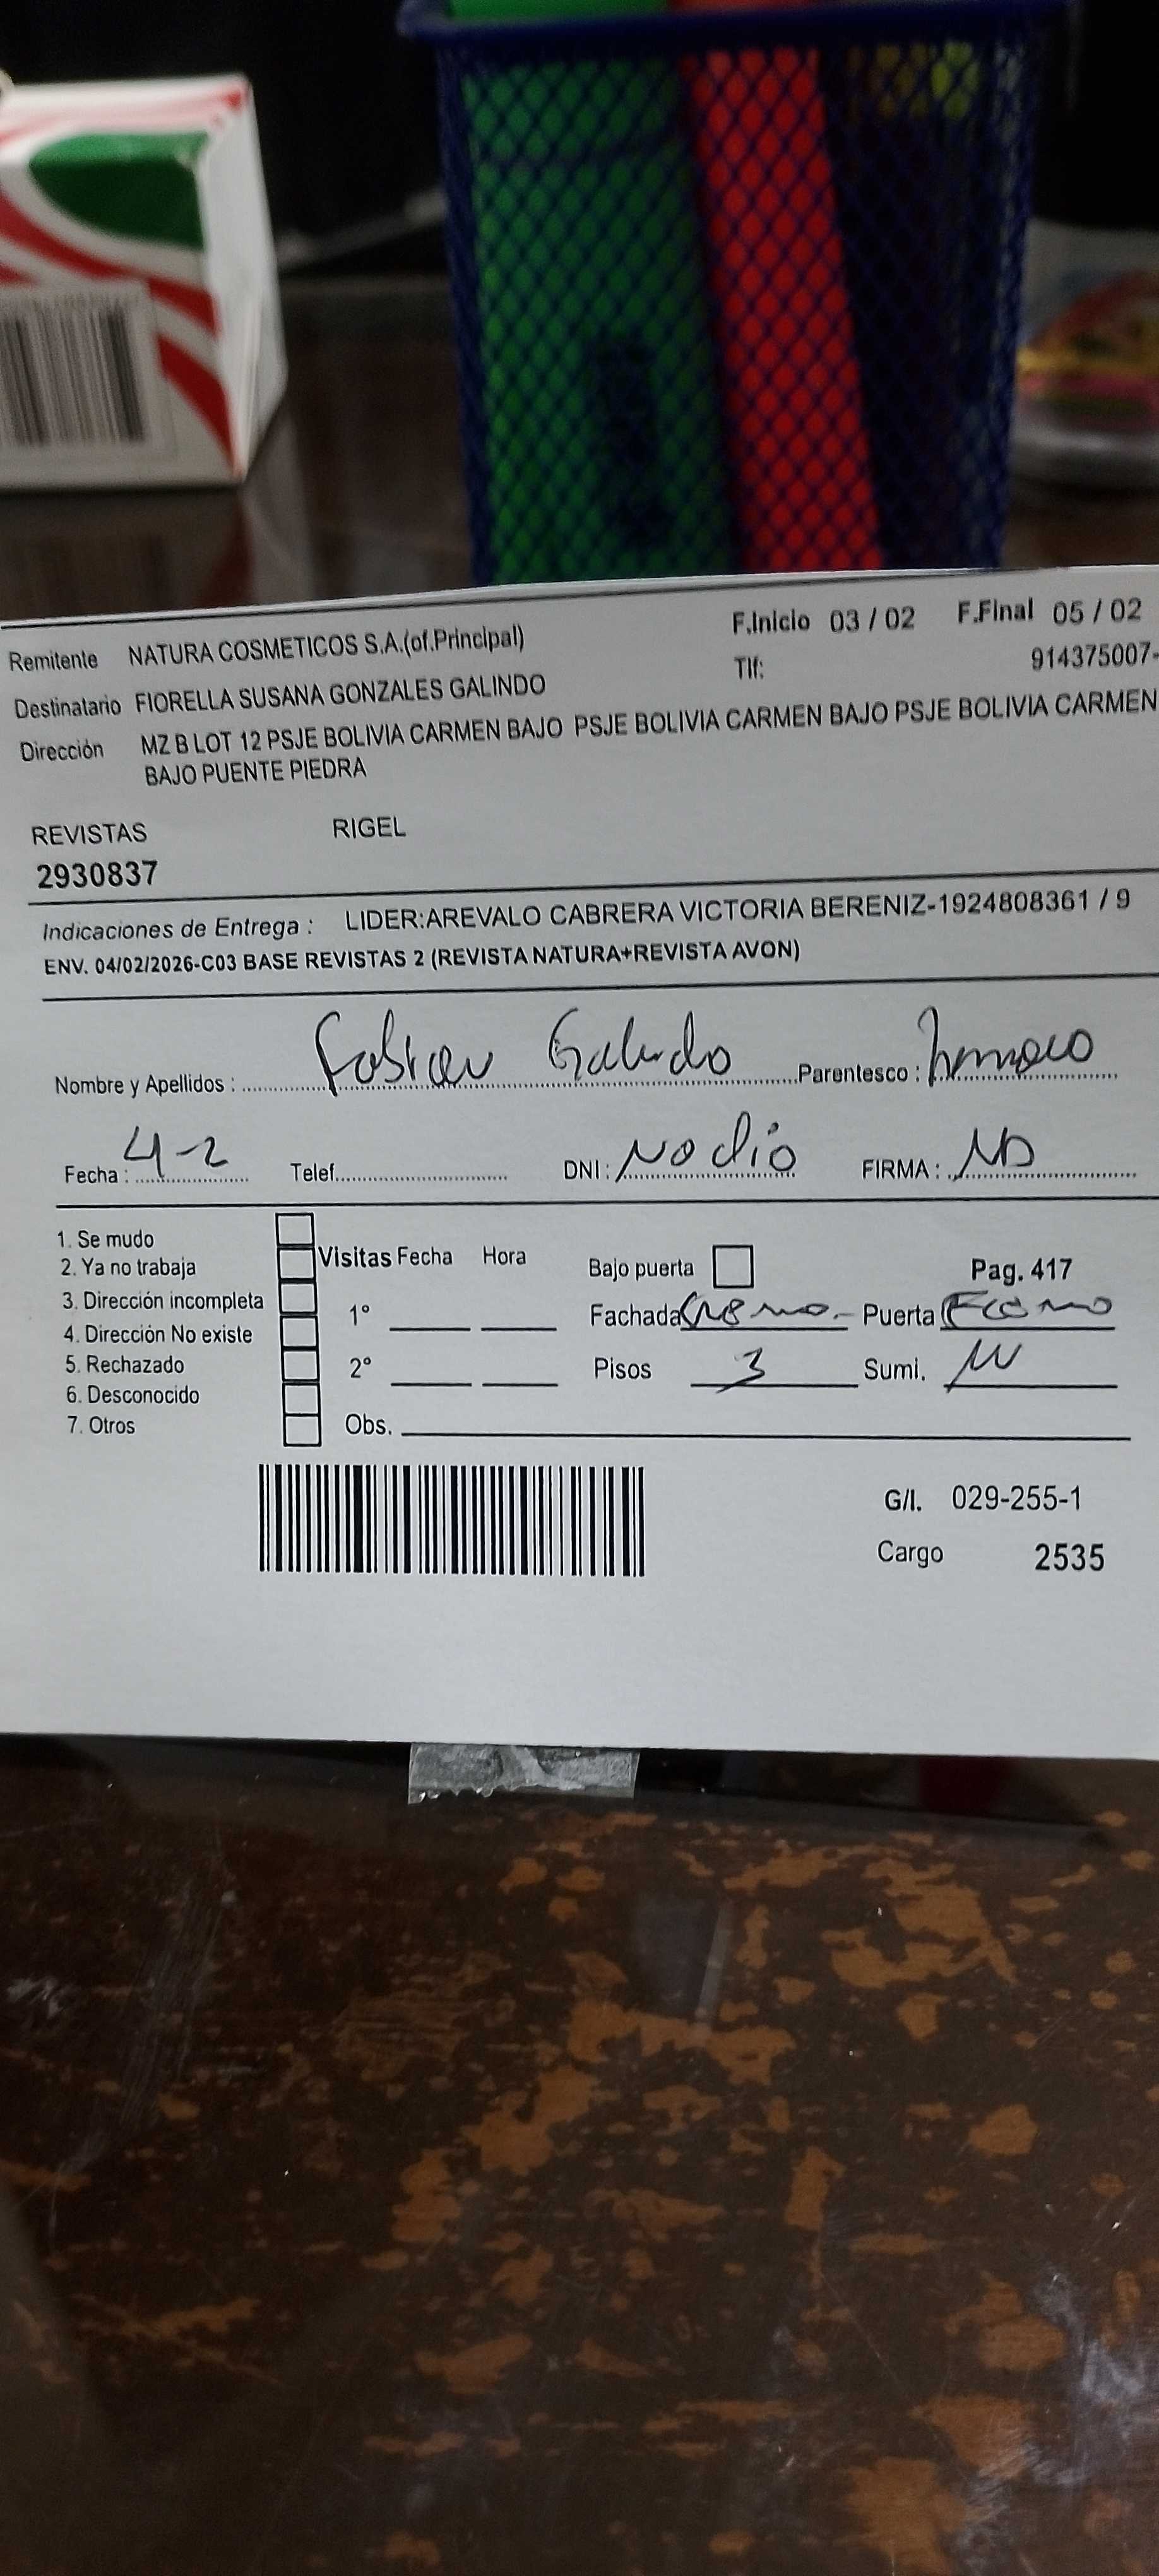 F.Inicio 03 / 02 F.Final 05 / 02
Remitente NATURA COSMETICOS S.A.(of.Principal)
Tlf: 914375007-
Destinatario FIORELLA SUSANA GONZALES GALINDO
Dirección MZ B LOT 12 PSJE BOLIVIA CARMEN BAJO PSJE BOLIVIA CARMEN BAJO PSJE BOLIVIA CARMEN
BAJO PUENTE PIEDRA
REVISTAS RIGEL
2930837
Indicaciones de Entrega : LIDER:AREVALO CABRERA VICTORIA BERENIZ-1924808361 / 9
ENV. 04/02/2026-C03 BASE REVISTAS 2 (REVISTA NATURA+REVISTA AVON)
Nombre y Apellidos : Fabian Galindo Parentesco :
Fecha : 4-2 Telef. DNI : No dio FIRMA : ND
1. Se mudo
2. Ya no trabaja
3. Dirección incompleta
4. Dirección No existe
5. Rechazado
6. Desconocido
7. Otros
Visitas Fecha Hora
1°
2°
Obs.
Bajo puerta Pag. 417
Fachada Puerta
Pisos 3 Sumi.
G/I. 029-255-1
Cargo 2535